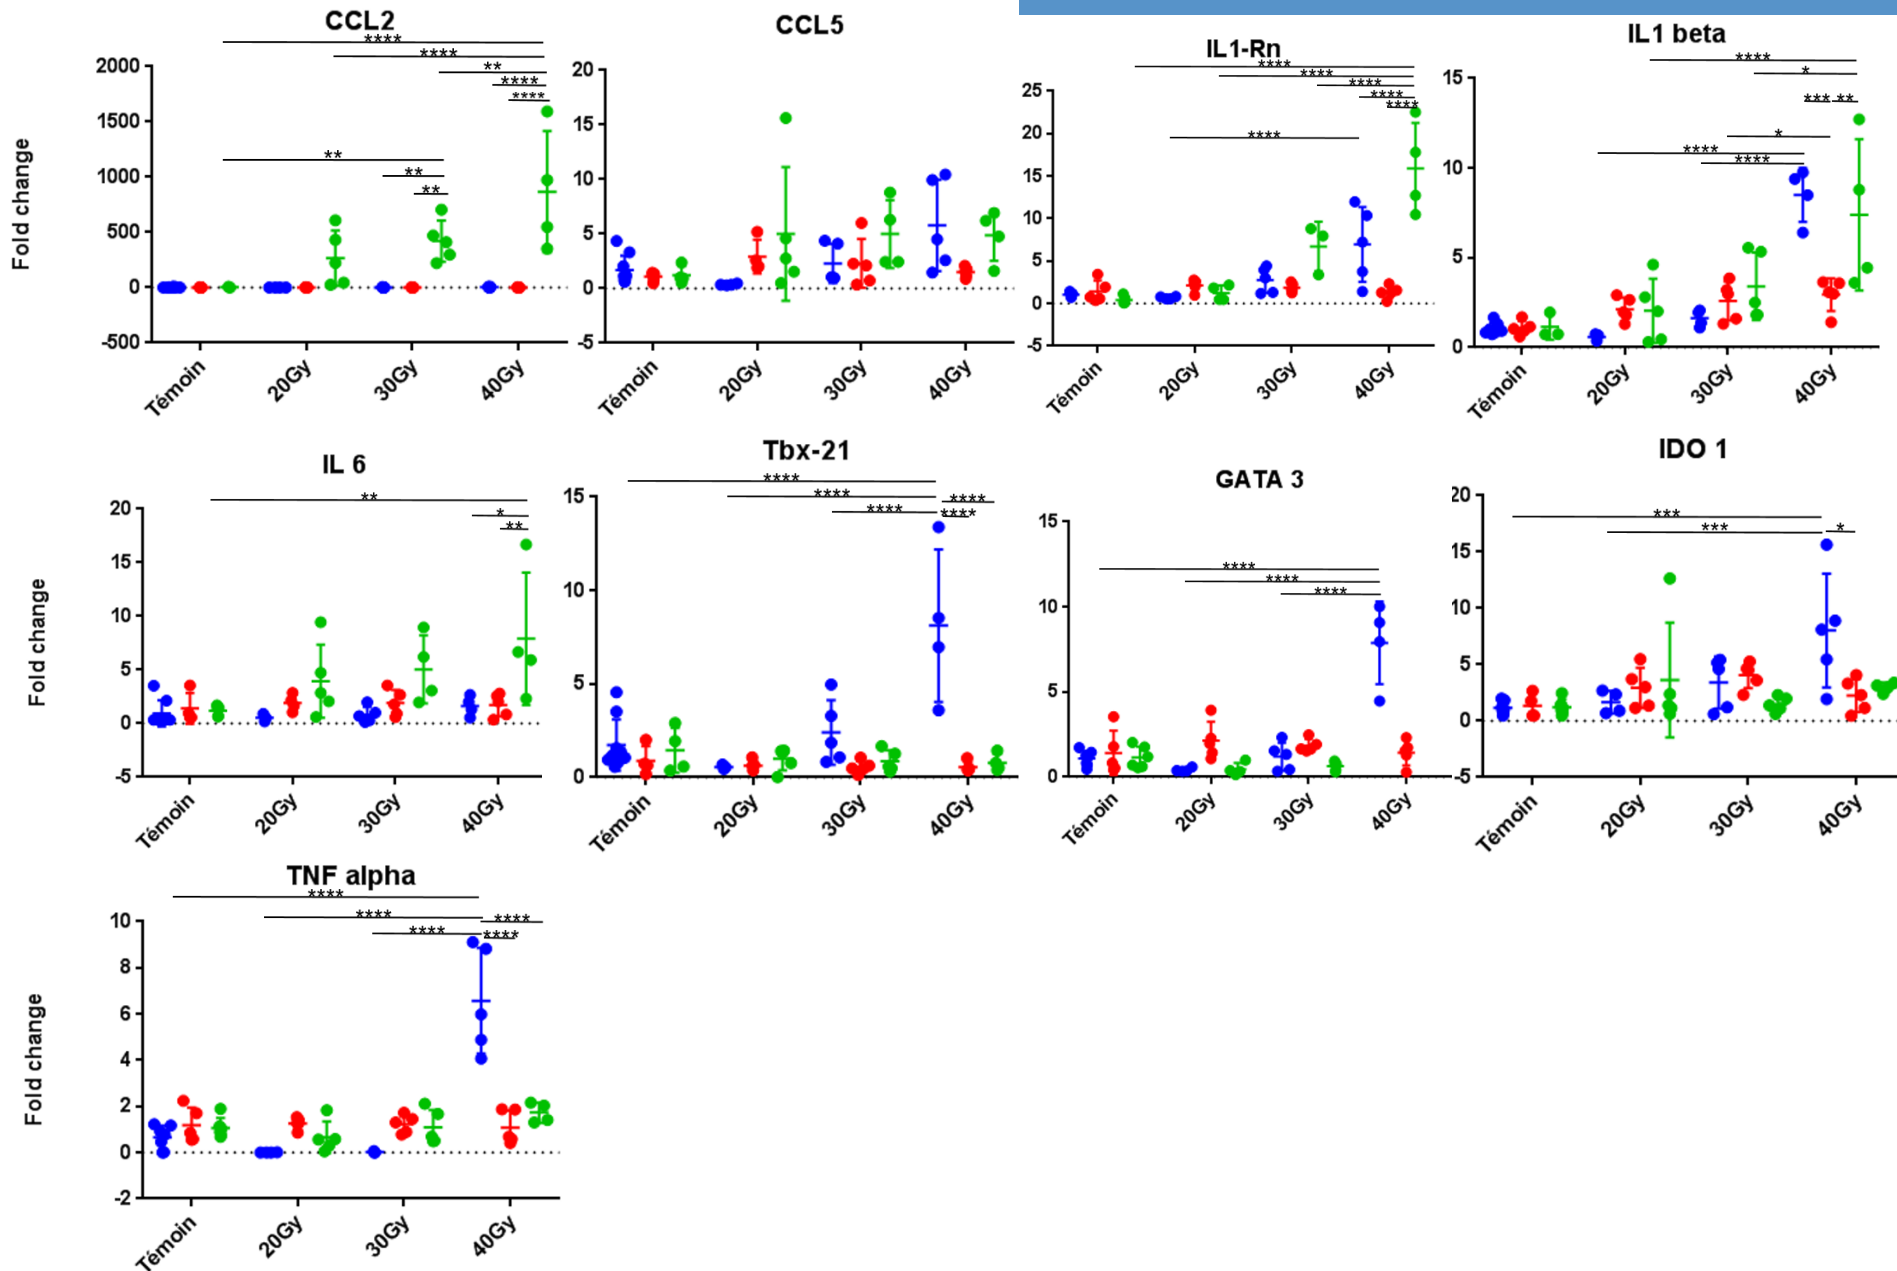 CCL2
****
****
**
****
****
**
**
**
Fold change
2000
1500
1000
500
0
-500
Témoin
20Gy
30Gy
40Gy
CCL5
20
15
10
5
0
-5
Témoin
20Gy
30Gy
40Gy
IL1-Rn
****
****
****
****
****
****
25
20
15
10
5
0
-5
Témoin
20Gy
30Gy
40Gy
IL1 beta
****
*
*** **
*
****
****
15
10
5
0
Témoin
20Gy
30Gy
40Gy
IL 6
**
*
**
Fold change
20
15
10
5
0
-5
Témoin
20Gy
30Gy
40Gy
Tbx-21
****
****
****
****
****
15
10
5
0
Témoin
20Gy
30Gy
40Gy
GATA 3
****
****
****
15
10
5
0
Témoin
20Gy
30Gy
40Gy
IDO 1
***
***
*
20
15
10
5
0
-5
Témoin
20Gy
30Gy
40Gy
TNF alpha
****
****
****
****
****
Fold change
10
8
6
4
2
0
-2
Témoin
20Gy
30Gy
40Gy